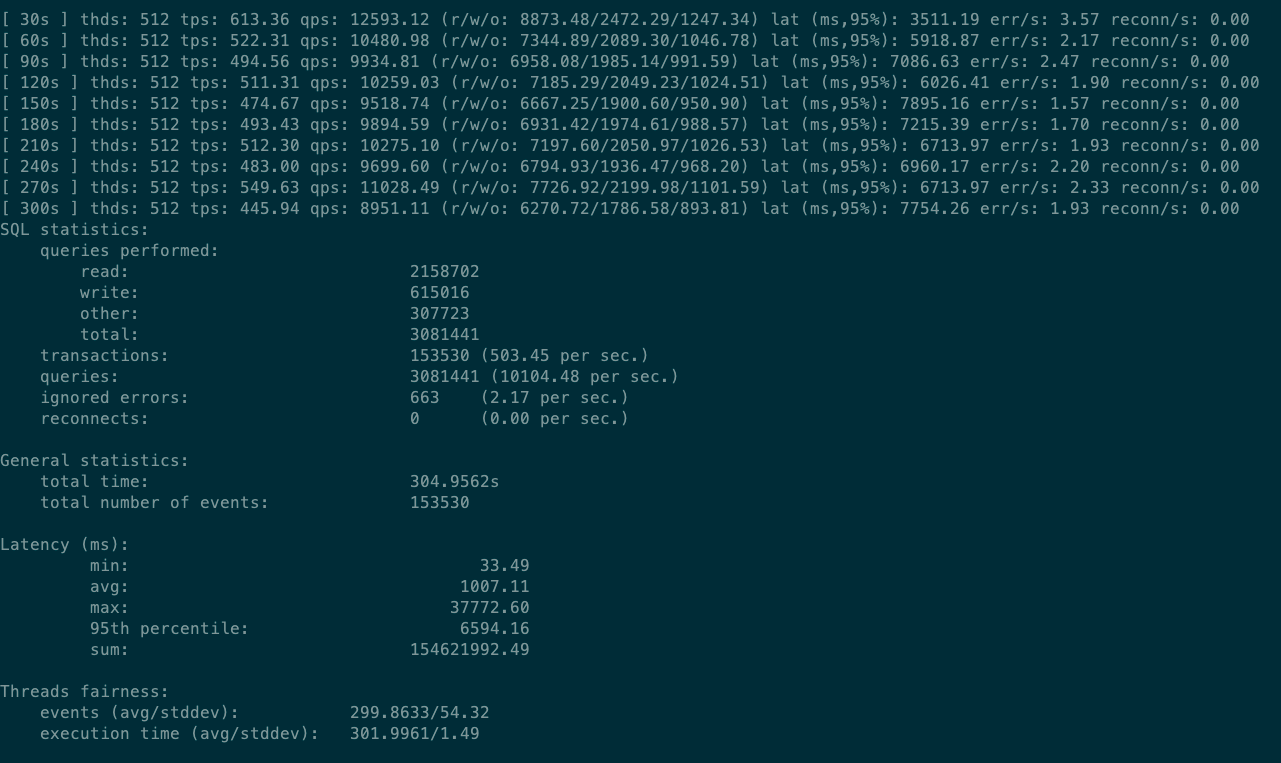 [ 30s ] thds: 512 tps: 613.36 qps: 12593.12 (r/w/o: 8873.48/2472.29/1247.34) lat (ms,95%): 3511.19 err/s: 3.57 reconn/s: 0.00
[ 60s ] thds: 512 tps: 522.31 qps: 10480.98 (r/w/o: 7344.89/2089.30/1046.78) lat (ms,95%): 5918.87 err/s: 2.17 reconn/s: 0.00
[ 90s ] thds: 512 tps: 494.56 qps: 9934.81 (r/w/o: 6958.08/1985.14/991.59) lat (ms,95%): 7086.63 err/s: 2.47 reconn/s: 0.00
[ 120s ] thds: 512 tps: 511.31 qps: 10259.03 (r/w/o: 7185.29/2049.23/1024.51) lat (ms,95%): 6026.41 err/s: 1.90 reconn/s: 0.00
[ 150s ] thds: 512 tps: 474.67 qps: 9518.74 (r/w/o: 6667.25/1900.60/950.90) lat (ms,95%): 7895.16 err/s: 1.57 reconn/s: 0.00
[ 180s ] thds: 512 tps: 493.43 qps: 9894.59 (r/w/o: 6931.42/1974.61/988.57) lat (ms,95%): 7215.39 err/s: 1.70 reconn/s: 0.00
[ 210s ] thds: 512 tps: 512.30 qps: 10275.10 (r/w/o: 7197.60/2050.97/1026.53) lat (ms,95%): 6713.97 err/s: 1.93 reconn/s: 0.00
[ 240s ] thds: 512 tps: 483.00 qps: 9699.60 (r/w/o: 6794.93/1936.47/968.20) lat (ms,95%): 6960.17 err/s: 2.20 reconn/s: 0.00
[ 270s ] thds: 512 tps: 549.63 qps: 11028.49 (r/w/o: 7726.92/2199.98/1101.59) lat (ms,95%): 6713.97 err/s: 2.33 reconn/s: 0.00
[ 300s ] thds: 512 tps: 445.94 qps: 8951.11 (r/w/o: 6270.72/1786.58/893.81) lat (ms,95%): 7754.26 err/s: 1.93 reconn/s: 0.00
SQL statistics:
    queries performed:
        read:                            2158702
        write:                           615016
        other:                           307723
        total:                           3081441
    transactions:                        153530 (503.45 per sec.)
    queries:                             3081441 (10104.48 per sec.)
    ignored errors:                      663    (2.17 per sec.)
    reconnects:                          0      (0.00 per sec.)

General statistics:
    total time:                          304.9562s
    total number of events:              153530

Latency (ms):
         min:                                   33.49
         avg:                                 1007.11
         max:                                37772.60
         95th percentile:                     6594.16
         sum:                            154621992.49

Threads fairness:
    events (avg/stddev):           299.8633/54.32
    execution time (avg/stddev):   301.9961/1.49